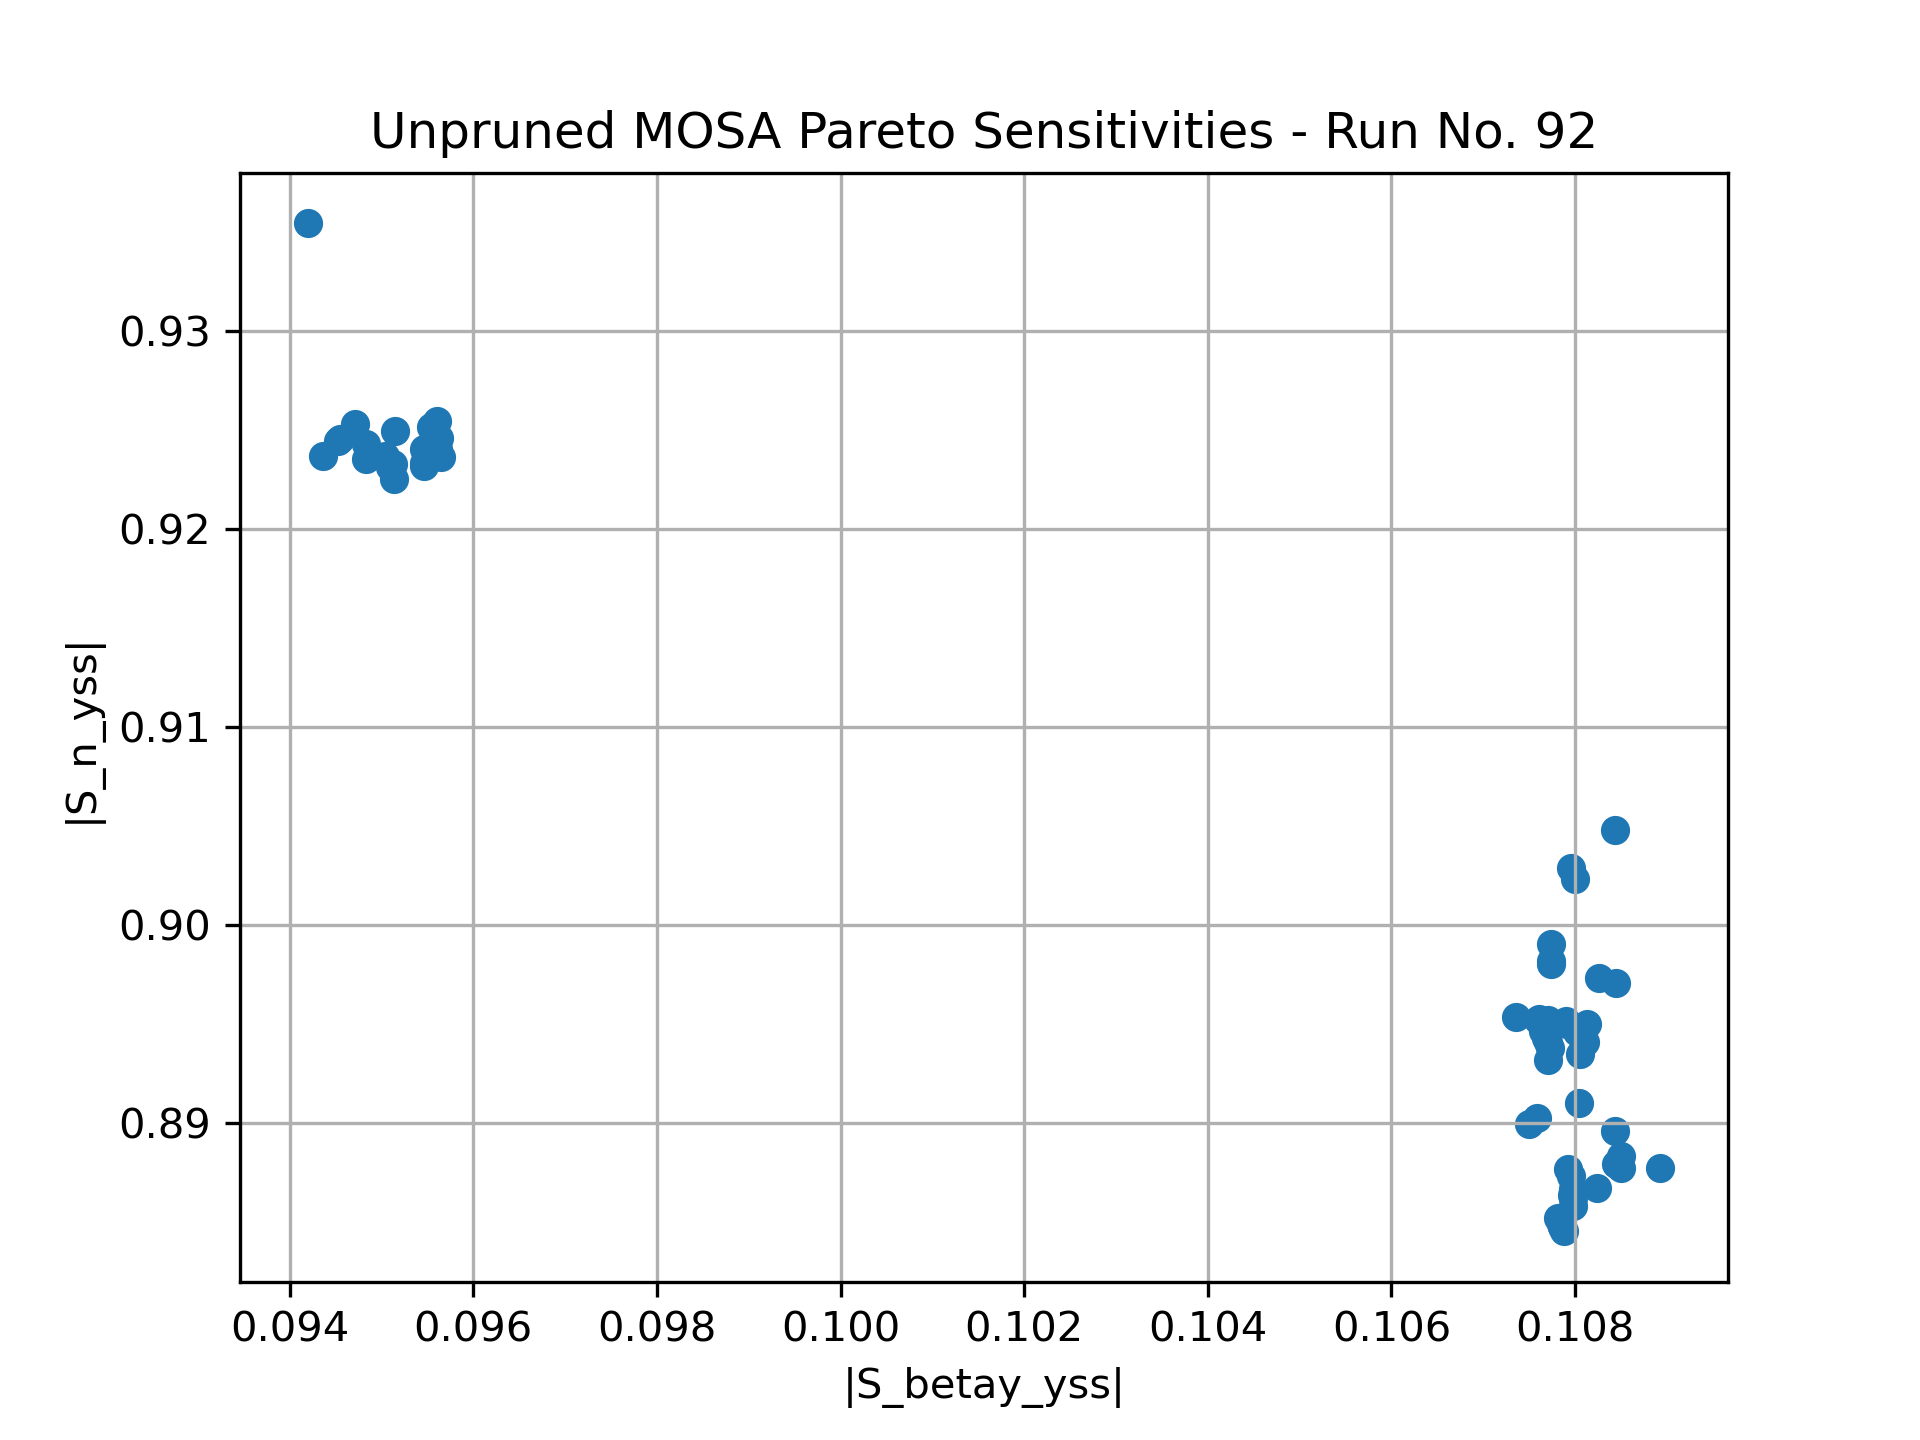 Unpruned MOSA Pareto Sensitivities - Run No. 92
|S_n_yss|
0.93
0.92
0.91
0.90
0.89
0.094 0.096 0.098 0.100 0.102 0.104 0.106 0.108
|S_betay_yss|